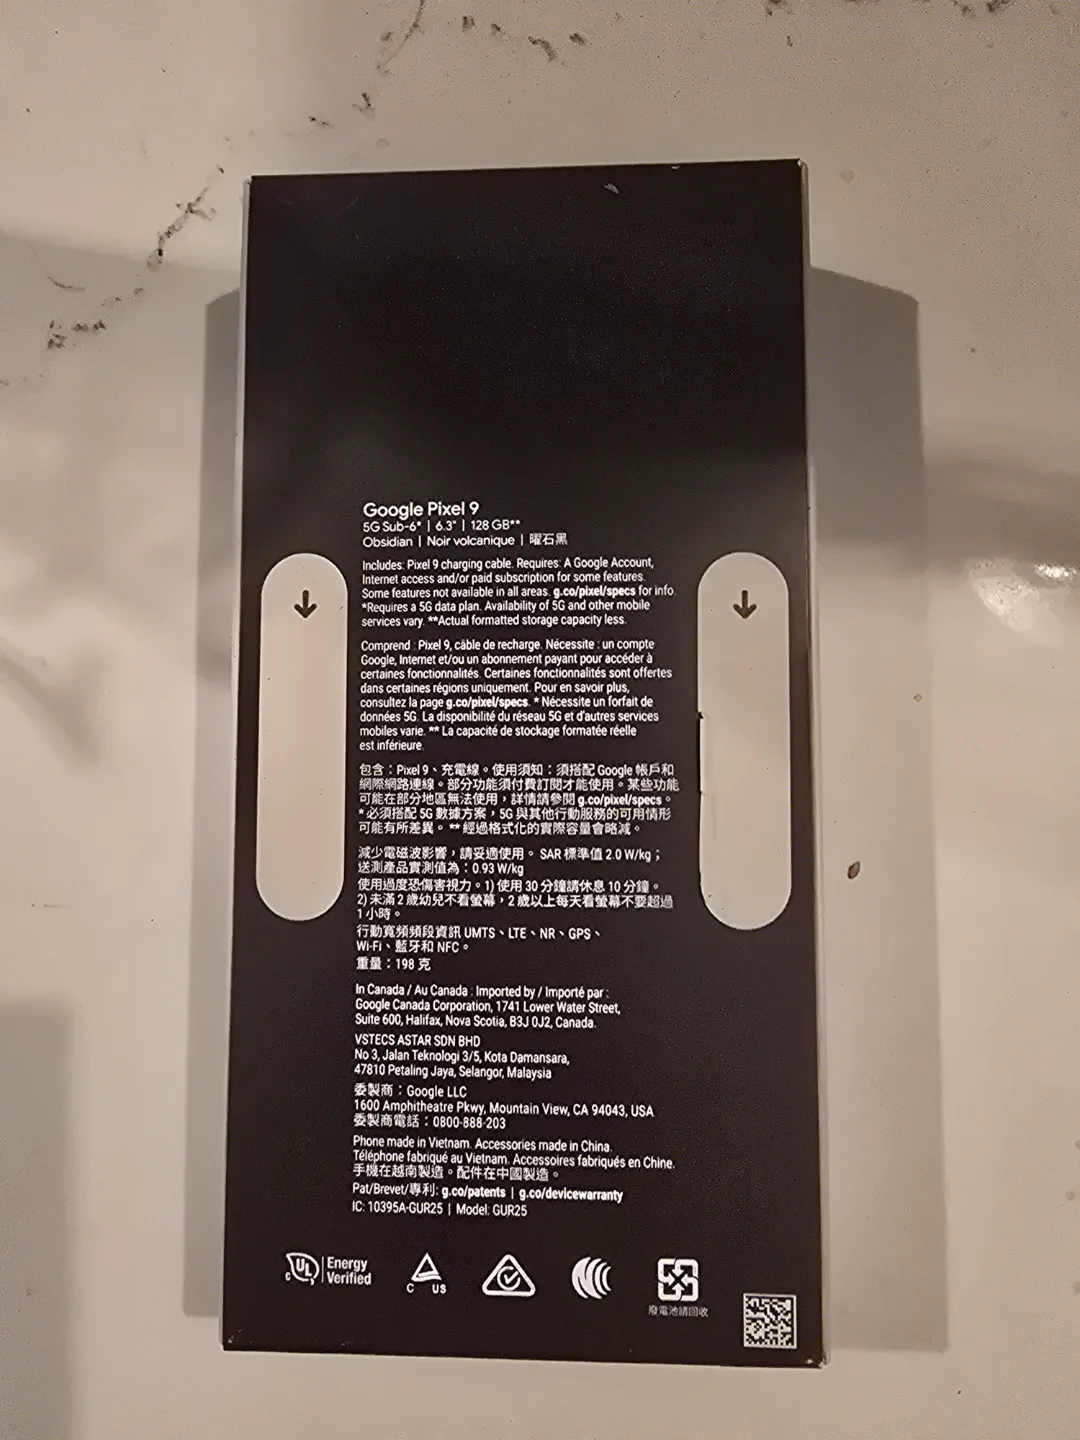 Google Pixel 9
5G Sub-6* | 6.3" | 128 GB**
Obsidian | Noir volcanique | 曜石黑
Includes: Pixel 9 charging cable. Requires: A Google Account,
Internet access and/or paid subscription for some features.
Some features not available in all areas. g.co/pixel/specs for info.
*Requires a 5G data plan. Availability of 5G and other mobile
services vary. **Actual formatted storage capacity less.
Comprend : Pixel 9, câble de recharge. Nécessite : un compte
Google, Internet et/ou un abonnement payant pour accéder à
certaines fonctionnalités. Certaines fonctionnalités sont offertes
dans certaines régions uniquement. Pour en savoir plus,
consultez la page g.co/pixel/specs. * Nécessite un forfait de
données 5G. La disponibilité du réseau 5G et d'autres services
mobiles varie. ** La capacité de stockage formatée réelle
est inférieure.
包含：Pixel 9、充電線。使用須知：須搭配 Google 帳戶和
網際網路連線。部分功能須付費訂閱才能使用。某些功能
可能在部分地區無法使用，詳情請參閱 g.co/pixel/specs。
* 必須搭配 5G 數據方案，5G 與其他行動服務的可用情形
可能有所差異。 ** 經過格式化的實際容量會略減。
減少電磁波影響，請妥適使用。 SAR 標準值 2.0 W/kg；
送測產品實測值為：0.93 W/kg
使用過度恐傷害視力。1) 使用 30 分鐘請休息 10 分鐘。
2) 未滿 2 歲幼兒不看螢幕，2 歲以上每天看螢幕不要超過
1 小時。
行動寬頻頻段資訊 UMTS、LTE、NR、GPS、
Wi-Fi、藍牙和 NFC。
重量：198 克
In Canada / Au Canada : Imported by / Importé par :
Google Canada Corporation, 1741 Lower Water Street,
Suite 600, Halifax, Nova Scotia, B3J 0J2, Canada.
VSTECS ASTAR SDN BHD
No 3, Jalan Teknologi 3/5, Kota Damansara,
47810 Petaling Jaya, Selangor, Malaysia
委製商：Google LLC
1600 Amphitheatre Pkwy, Mountain View, CA 94043, USA
委製商電話：0800-888-203
Phone made in Vietnam. Accessories made in China.
Téléphone fabriqué au Vietnam. Accessoires fabriqués en Chine.
手機在越南製造。配件在中國製造。
Pat/Brevet/專利: g.co/patents | g.co/devicewarranty
IC: 10395A-GUR25 | Model: GUR25
C UL Energy
Verified
C US
廢電池請回收